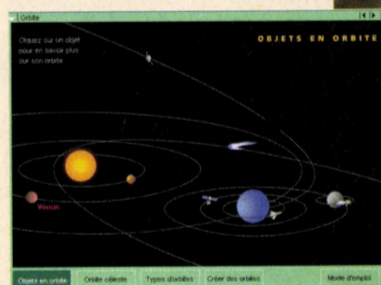 Orbite
Cliquez sur un objet
pour en savoir plus
sur son orbite
OBJETS EN ORBITE
Objets en orbite
Orbite céleste
Types d'orbites
Créer des orbites
Mode d'emploi